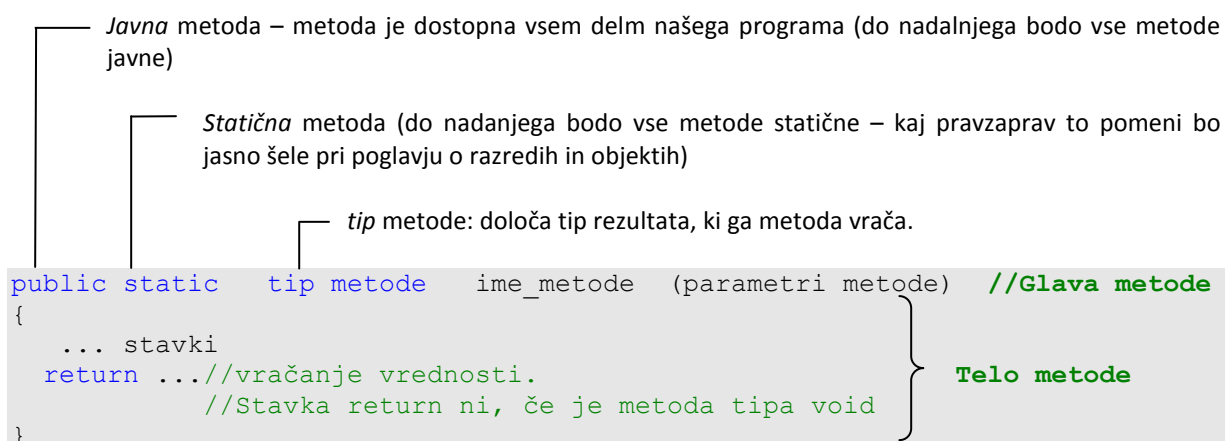 Javna metoda – metoda je dostopna vsem delm našega programa (do nadalnjega bodo vse metode
javne)
Statična metoda (do nadanjega bodo vse metode statične – kaj pravzaprav to pomeni bo
jasno šele pri poglavju o razredih in objektih)
tip metode: določa tip rezultata, ki ga metoda vrača.
public static tip metode ime_metode (parametri metode) //Glava metode
{
... stavki
return ...//vračanje vrednosti. Telo metode
//Stavka return ni, če je metoda tipa void
}